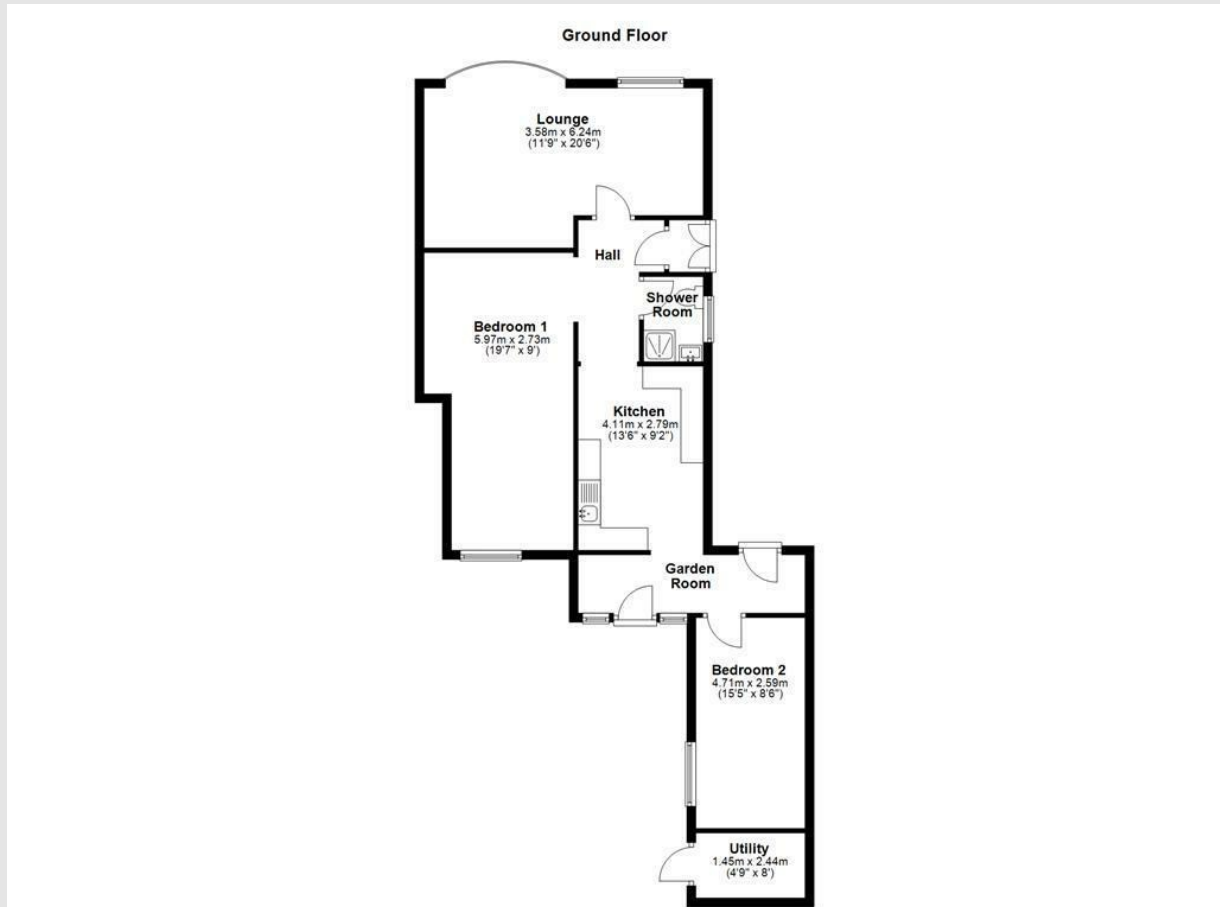 Ground Floor
Lounge
3.58m x 6.24m
(11'9" x 20'6")
Hall
Shower
Room
Bedroom 1
5.97m x 2.73m
(19'7" x 9')
Kitchen
4.11m x 2.79m
(13'6" x 9'2")
Garden
Room
Bedroom 2
4.71m x 2.59m
(15'5" x 8'6")
Utility
1.45m x 2.44m
(4'9" x 8')